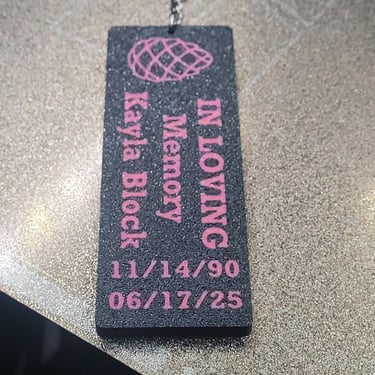 IN LOVING
Memory
Kayla Block
11/14/90
06/17/25